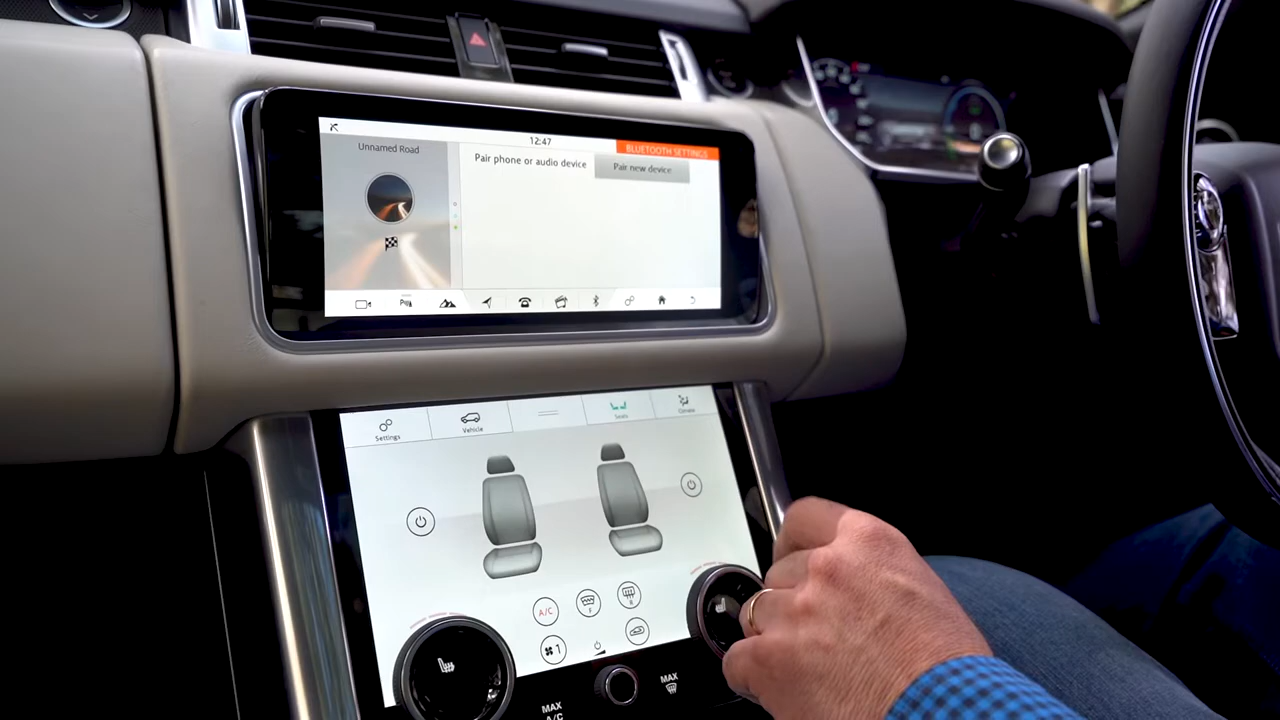 12:47
BLUETOOTH SETTINGS
Unnamed Road
Pair phone or audio device
Pair new device
Settings
Vehicle
Seats
Climate
A/C
F
R
1
MAX
A/C
MAX